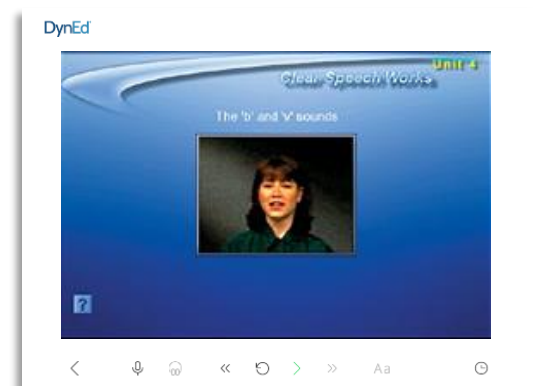 DynEd
Unit 4
Clear Speech Works
The 'b' and 'v' sounds
?
Aa